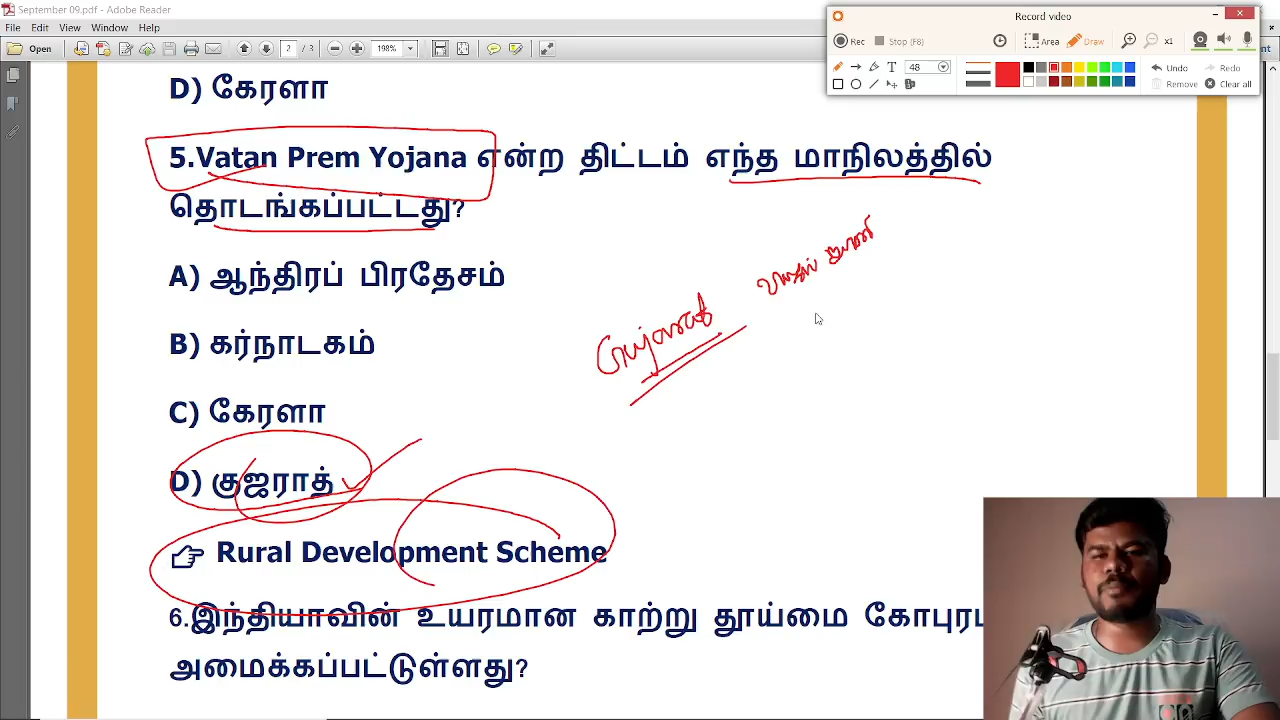 September 09.pdf - Adobe Reader
File Edit View Window Help
Open 2 / 3 198%
Record video
Rec Stop (F8) Area Draw x1
T 48 Undo Redo
Remove Clear all
D) கேரளா
5.Vatan Prem Yojana என்ற திட்டம் எந்த மாநிலத்தில்
தொடங்கப்பட்டது?
A) ஆந்திரப் பிரதேசம்
B) கர்நாடகம்
Gujarat
C) கேரளா
D) குஜராத்
Rural Development Scheme
6.இந்தியாவின் உயரமான காற்று தூய்மை
அமைக்கப்பட்டுள்ளது?